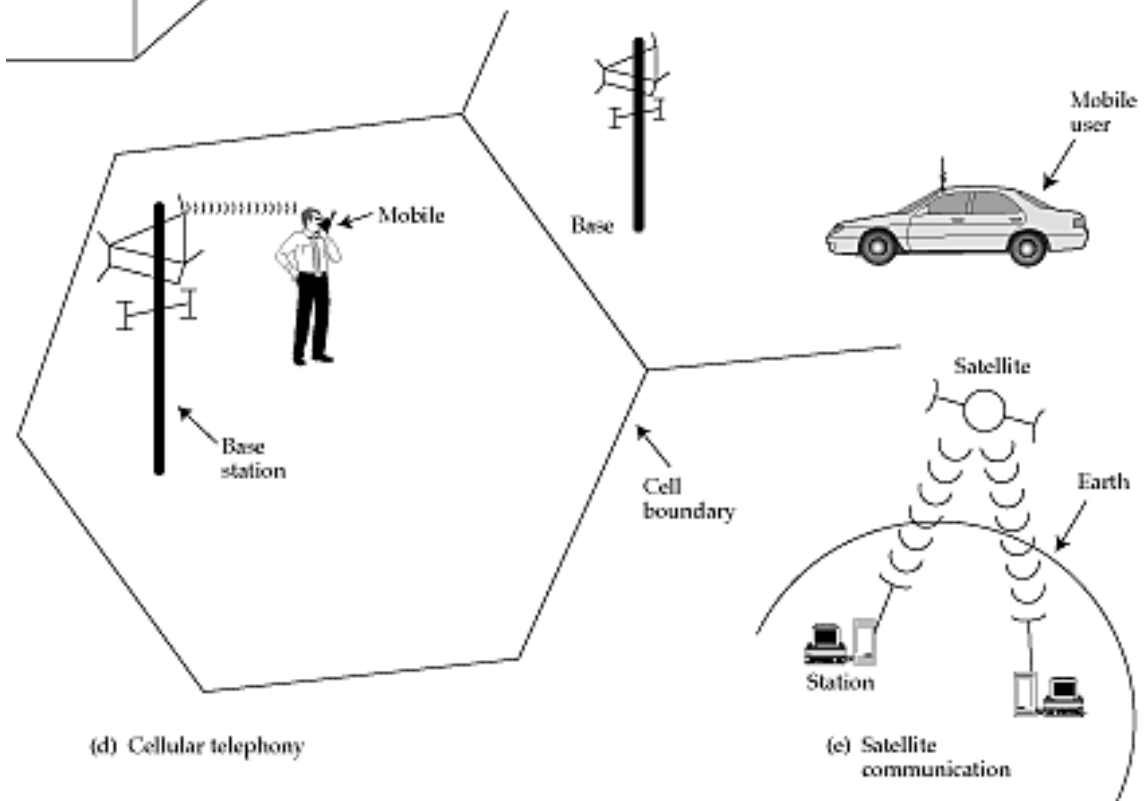 Mobile
user
Base
Mobile
Satellite
Base
station
Cell
boundary
Earth
Station
(d) Cellular telephony
(e) Satellite
communication